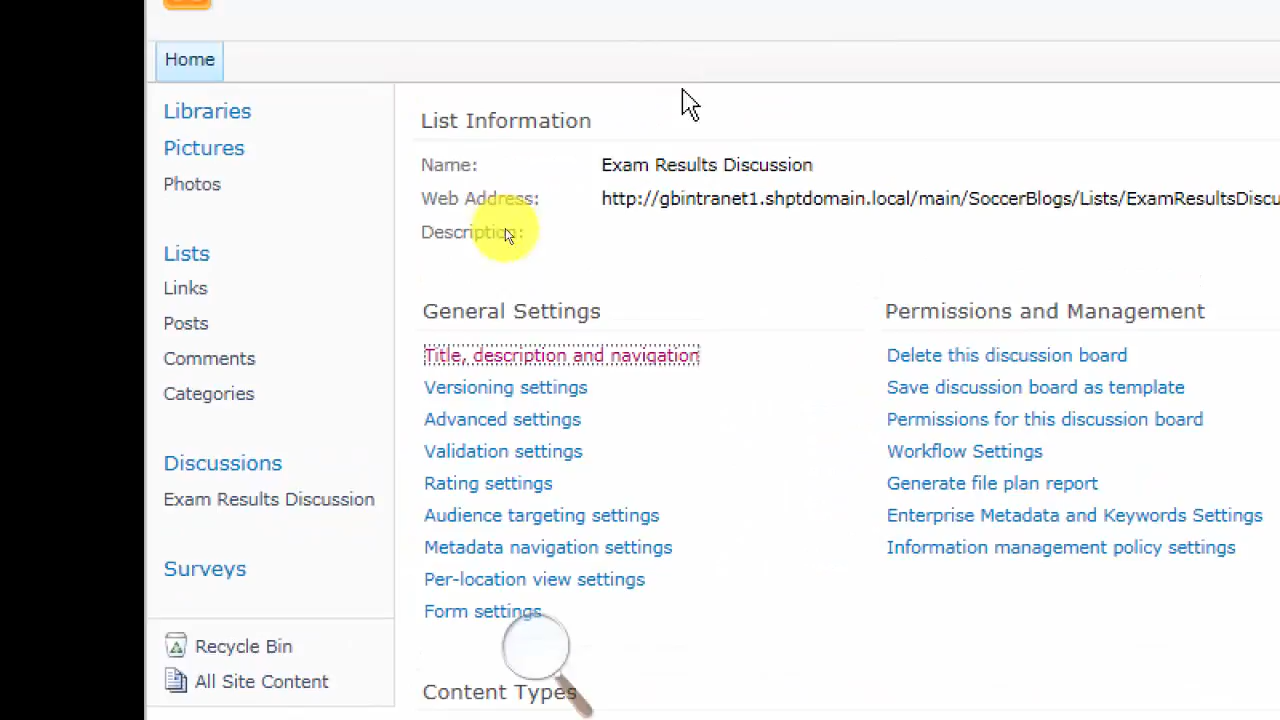 Home
Libraries
Pictures
Photos
Lists
Links
Posts
Comments
Categories
Discussions
Exam Results Discussion
Surveys
Recycle Bin
All Site Content
List Information
Name: Exam Results Discussion
Web Address: http://gbintranet1.shptdomain.local/main/SoccerBlogs/Lists/ExamResultsDiscu
Description:
General Settings
Title, description and navigation
Versioning settings
Advanced settings
Validation settings
Rating settings
Audience targeting settings
Metadata navigation settings
Per-location view settings
Form settings
Permissions and Management
Delete this discussion board
Save discussion board as template
Permissions for this discussion board
Workflow Settings
Generate file plan report
Enterprise Metadata and Keywords Settings
Information management policy settings
Content Types